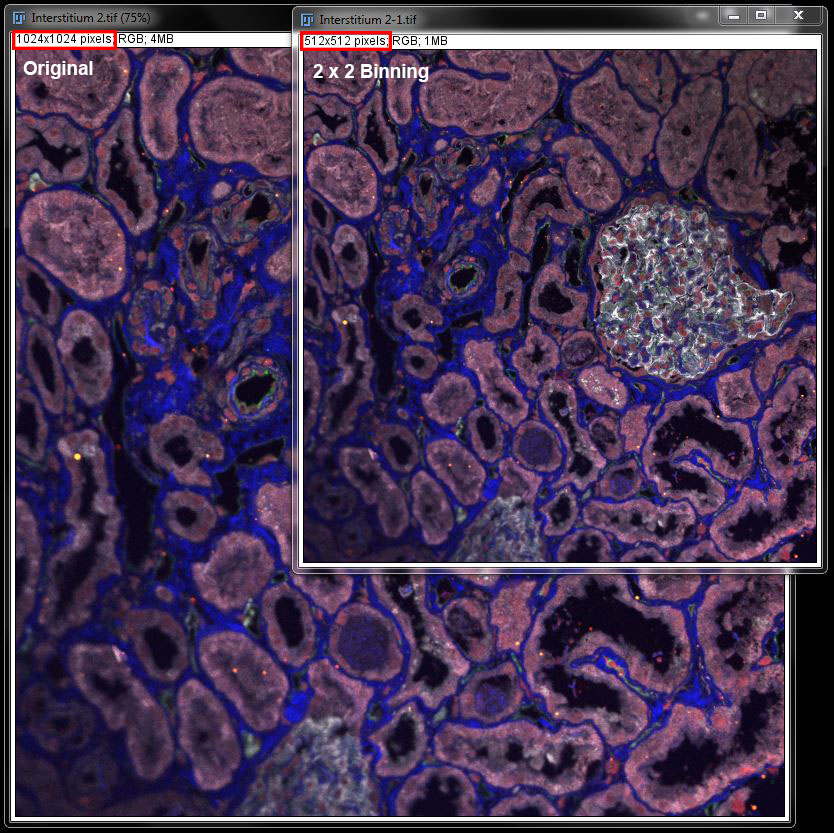 Interstitium 2.tif (75%)
1024x1024 pixels; RGB; 4MB
Original
Interstitium 2-1.tif
512x512 pixels; RGB; 1MB
2 x 2 Binning